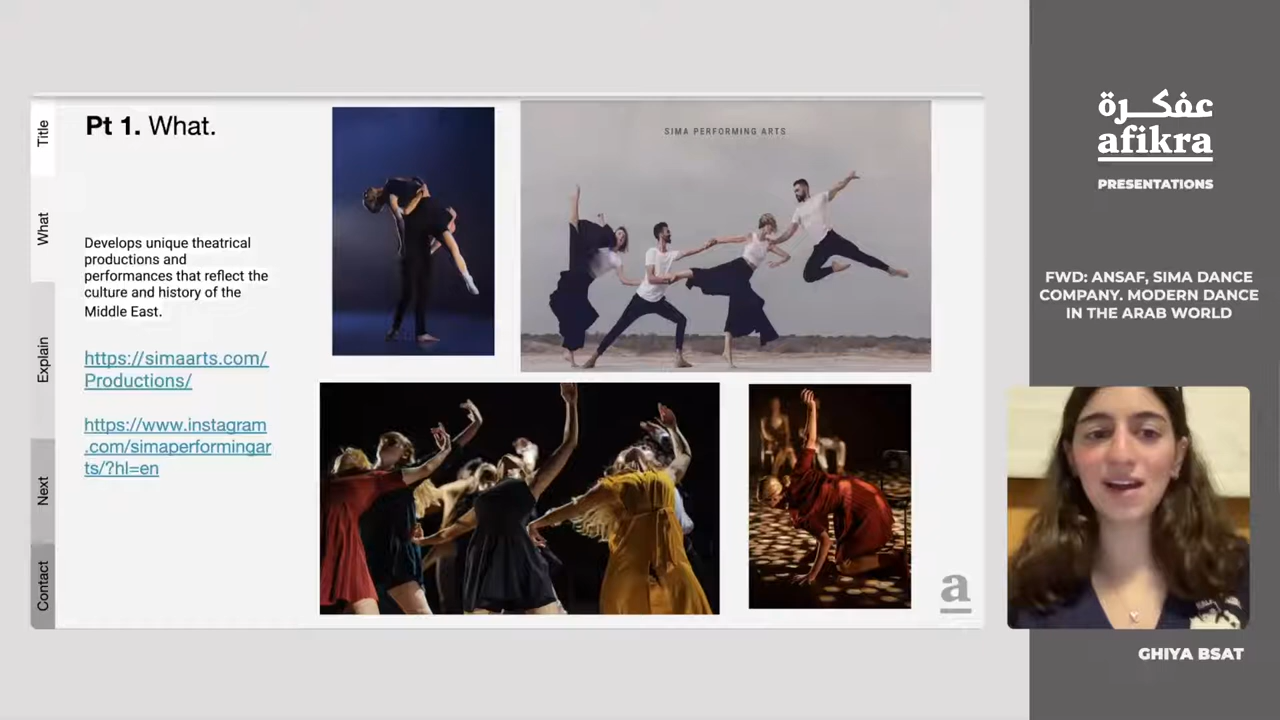 Title
What
Explain
Next
Contact
Pt 1. What.
Develops unique theatrical
productions and
performances that reflect the
culture and history of the
Middle East.
https://simaarts.com/
Productions/
https://www.instagram
.com/simaperformingar
ts/?hl=en
SIMA PERFORMING ARTS
a
عفكرة
afikra
PRESENTATIONS
FWD: ANSAF, SIMA DANCE
COMPANY. MODERN DANCE
IN THE ARAB WORLD
GHIYA BSAT